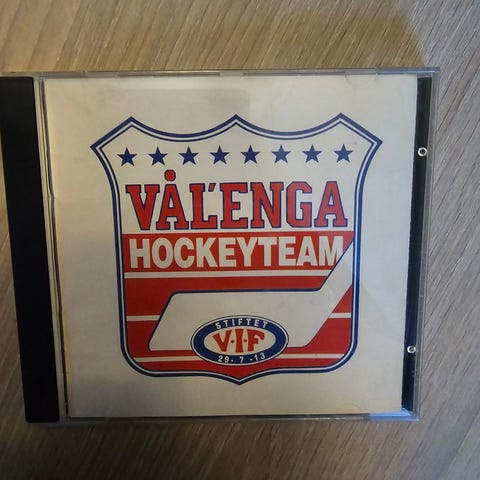 VÅL'ENGA
HOCKEYTEAM
STIFTET
V·I·F
29·7·13